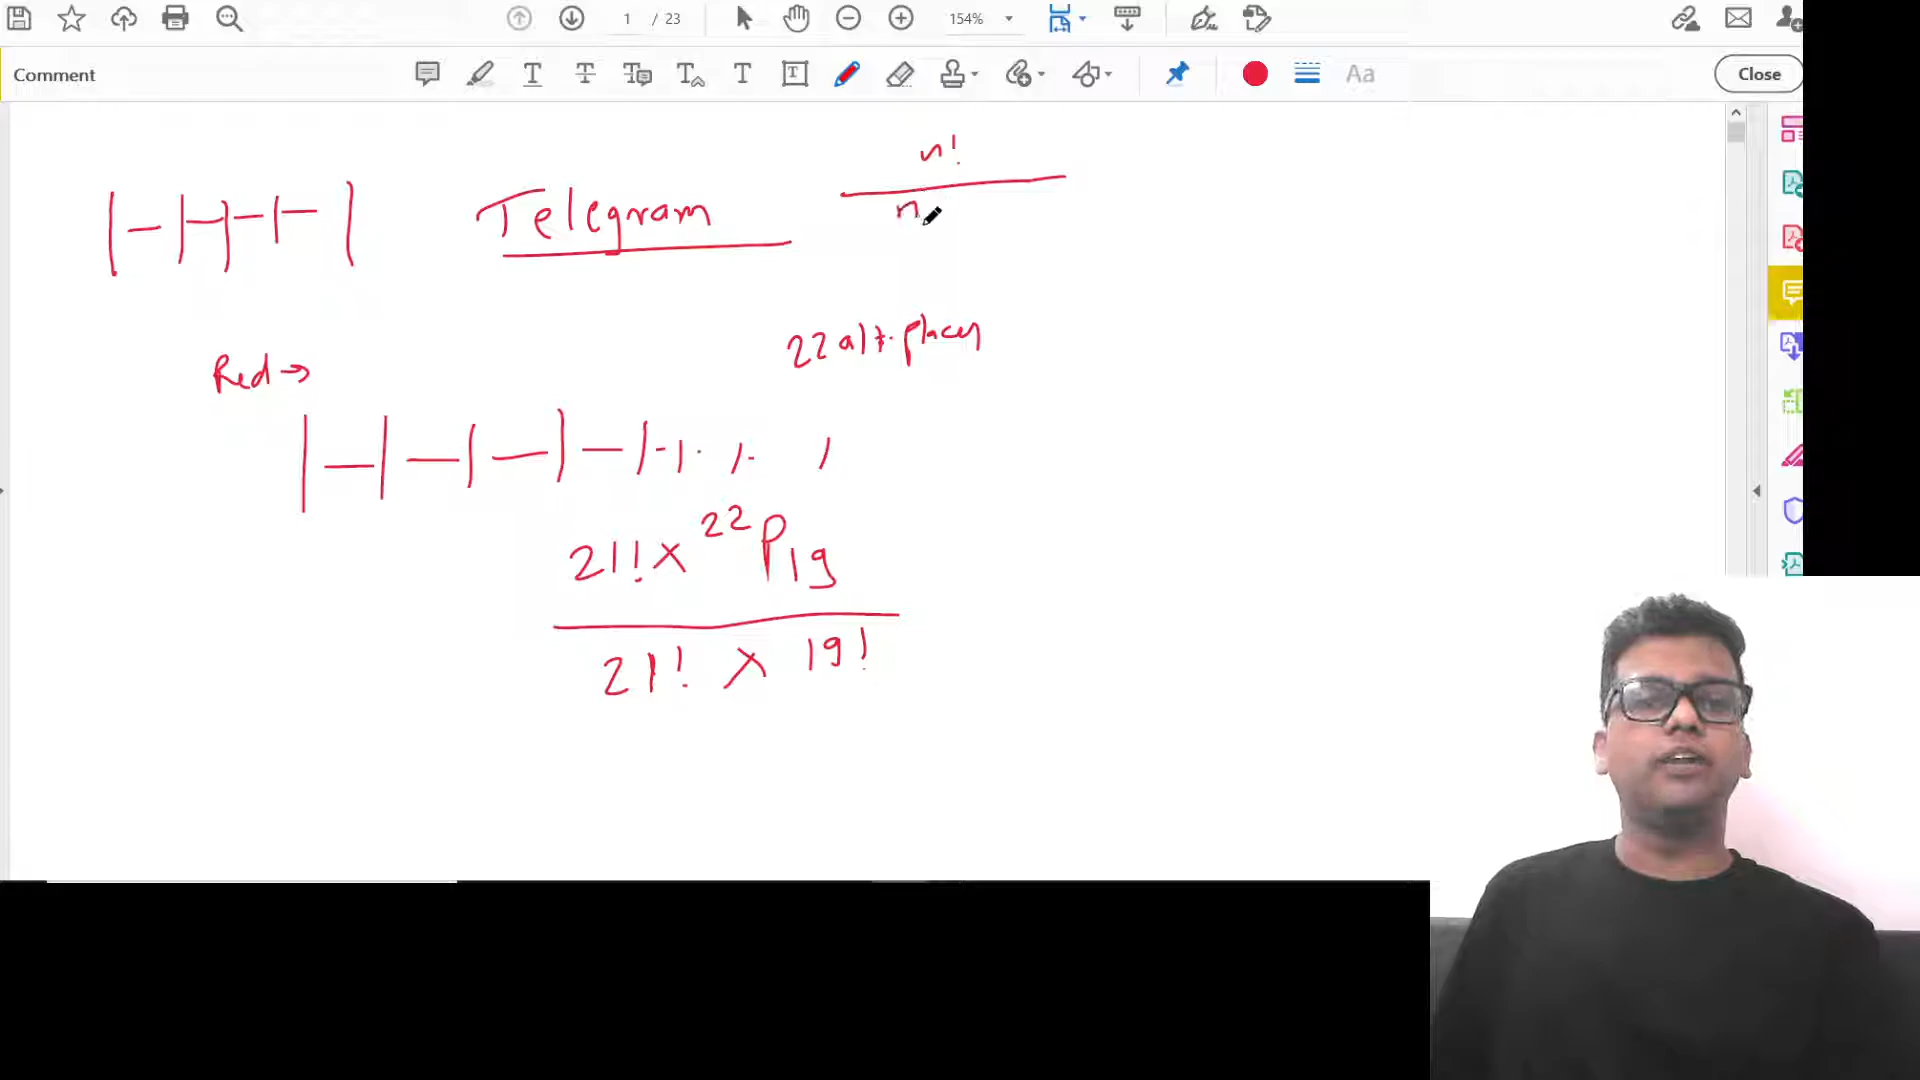 1 / 23
154%
Comment
Aa
Close
n!
Telegram
n
22 alt. places
Red →
21! × ²²P₁₉
21! × 19!